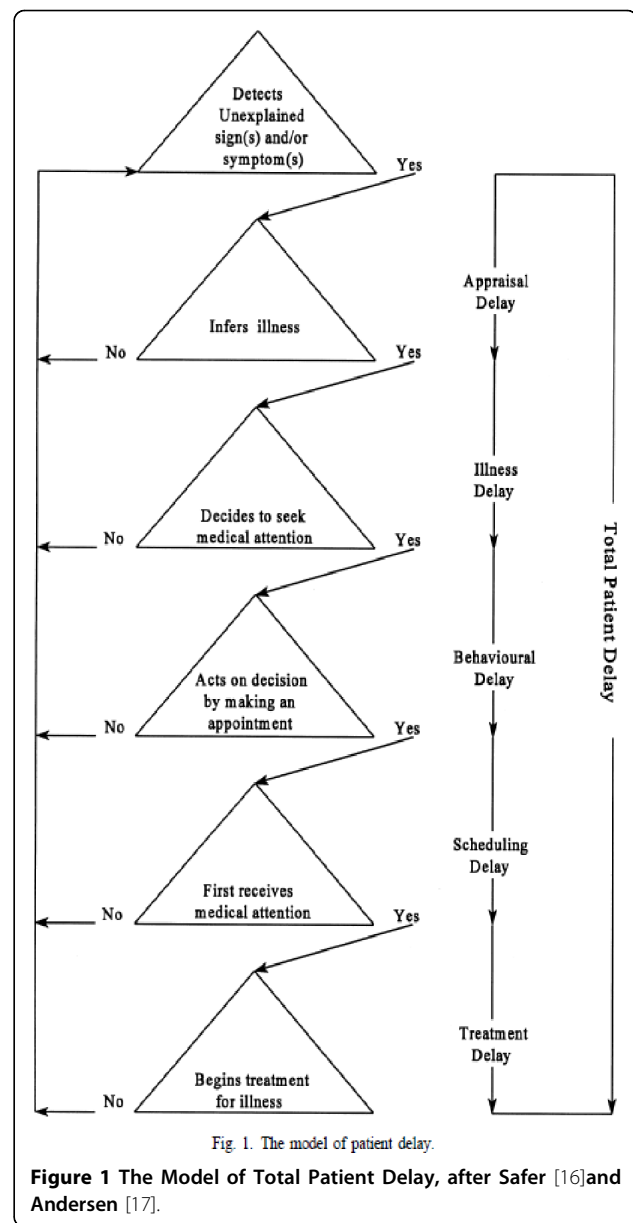 Detects
Unexplained
sign(s) and/or
symptom(s)
Yes
Appraisal
Delay
Infers illness
No
Yes
Illness
Delay
Decides to seek
medical attention
No
Yes
Total Patient Delay
Behavioural
Delay
Acts on decision
by making an
appointment
No
Yes
Scheduling
Delay
First receives
medical attention
No
Yes
Treatment
Delay
Begins treatment
for illness
No
Fig. 1. The model of patient delay.
Figure 1 The Model of Total Patient Delay, after Safer [16]and
Andersen [17].